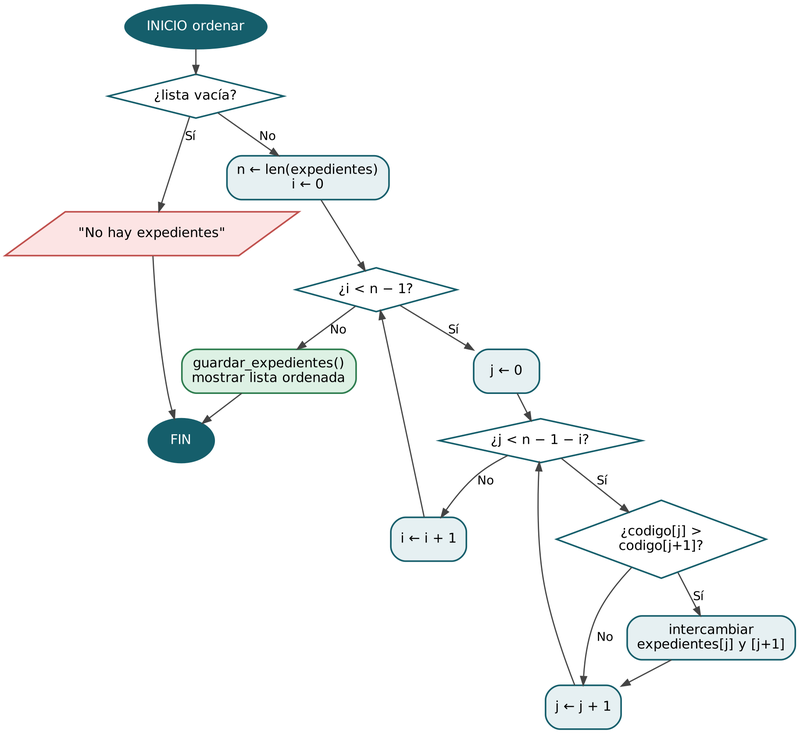 INICIO ordenar
¿lista vacía?
Sí
No
n ← len(expedientes)
i ← 0
"No hay expedientes"
¿i < n − 1?
No
Sí
guardar_expedientes()
mostrar lista ordenada
j ← 0
FIN
¿j < n − 1 − i?
No
Sí
i ← i + 1
¿codigo[j] >
codigo[j+1]?
Sí
No
intercambiar
expedientes[j] y [j+1]
j ← j + 1